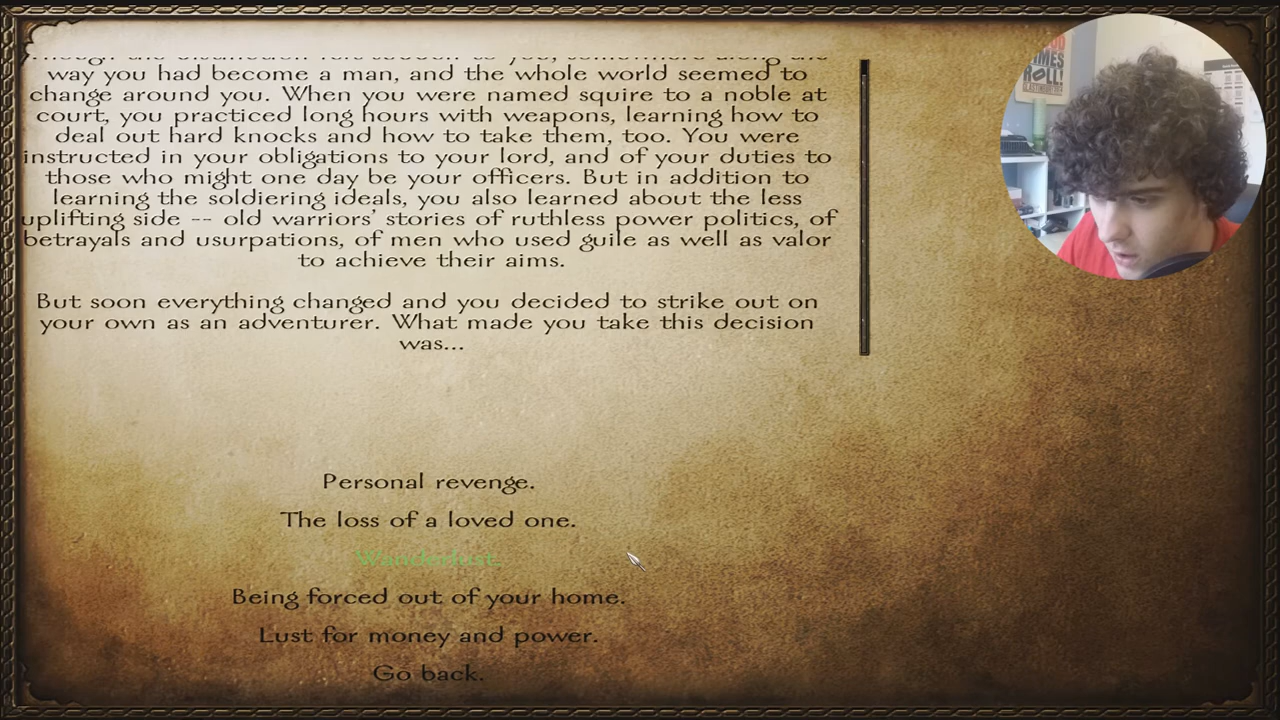 way you had become a man, and the whole world seemed to
change around you. When you were named squire to a noble at
court, you practiced long hours with weapons, learning how to
deal out hard knocks and how to take them, too. You were
instructed in your obligations to your lord, and of your duties to
those who might one day be your officers. But in addition to
learning the soldiering ideals, you also learned about the less
uplifting side -- old warriors' stories of ruthless power politics, of
betrayals and usurpations, of men who used guile as well as valor
to achieve their aims.
But soon everything changed and you decided to strike out on
your own as an adventurer. What made you take this decision
was...
Personal revenge.
The loss of a loved one.
Wanderlust.
Being forced out of your home.
Lust for money and power.
Go back.
TIMES
ROLL!